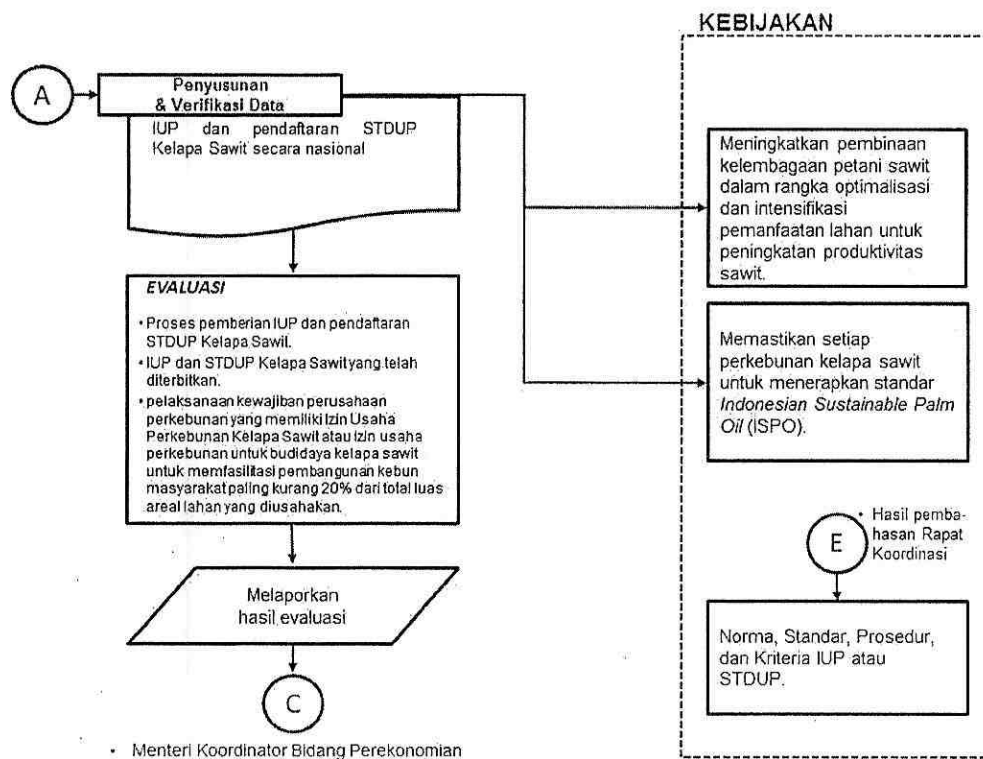 KEBIJAKAN
A
Penyusunan
& Verifikasi Data
IUP dan pendaftaran STDUP
Kelapa Sawit secara nasional
EVALUASI
• Proses pemberian IUP dan pendaftaran
STDUP Kelapa Sawit.
• IUP dan STDUP Kelapa Sawit yang telah
diterbitkan.
• pelaksanaan kewajiban perusahaan
perkebunan yang memiliki Izin Usaha
Perkebunan Kelapa Sawit atau izin usaha
perkebunan untuk budidaya kelapa sawit
untuk memfasilitasi pembangunan kebun
masyarakat paling kurang 20% dari total luas
areal lahan yang diusahakan.
Melaporkan
hasil evaluasi
C
• Menteri Koordinator Bidang Perekonomian
Meningkatkan pembinaan
kelembagaan petani sawit
dalam rangka optimalisasi
dan intensifikasi
pemanfaatan lahan untuk
peningkatan produktivitas
sawit.
Memastikan setiap
perkebunan kelapa sawit
untuk menerapkan standar
Indonesian Sustainable Palm
Oil (ISPO).
E
• Hasil pemba-
hasan Rapat
Koordinasi
Norma, Standar, Prosedur,
dan Kriteria IUP atau
STDUP.